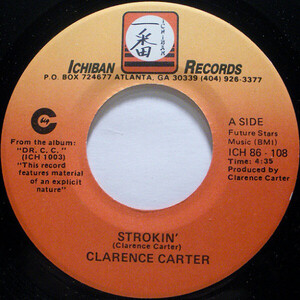 一番
ICHIBAN
ICHIBAN RECORDS
P.O. BOX 724677 ATLANTA, GA 30339 (404) 926-3377
big
C
From the album:
"DR. C. C."
(ICH 1003)
"This record
features material
of an explicit
nature"
A SIDE
Future Stars
Music (BMI)
ICH 86 - 108
Time: 4:35
Produced by
Clarence Carter
STROKIN'
(Clarence Carter)
CLARENCE CARTER